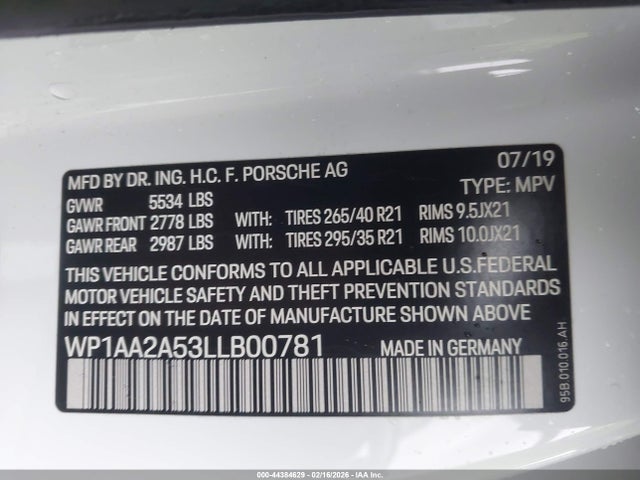 MFD BY DR. ING. H.C. F. PORSCHE AG 07/19
GVWR 5534 LBS TYPE: MPV
GAWR FRONT 2778 LBS WITH: TIRES 265/40 R21 RIMS 9.5JX21
GAWR REAR 2987 LBS WITH: TIRES 295/35 R21 RIMS 10.0JX21
THIS VEHICLE CONFORMS TO ALL APPLICABLE U.S.FEDERAL
MOTOR VEHICLE SAFETY AND THEFT PREVENTION STANDARDS
IN EFFECT ON THE DATE OF MANUFACTURE SHOWN ABOVE
WP1AA2A53LLB00781 MADE IN GERMANY
95B.010.016.AH
000-44384629 - 02/16/2026 - IAAI, Inc.